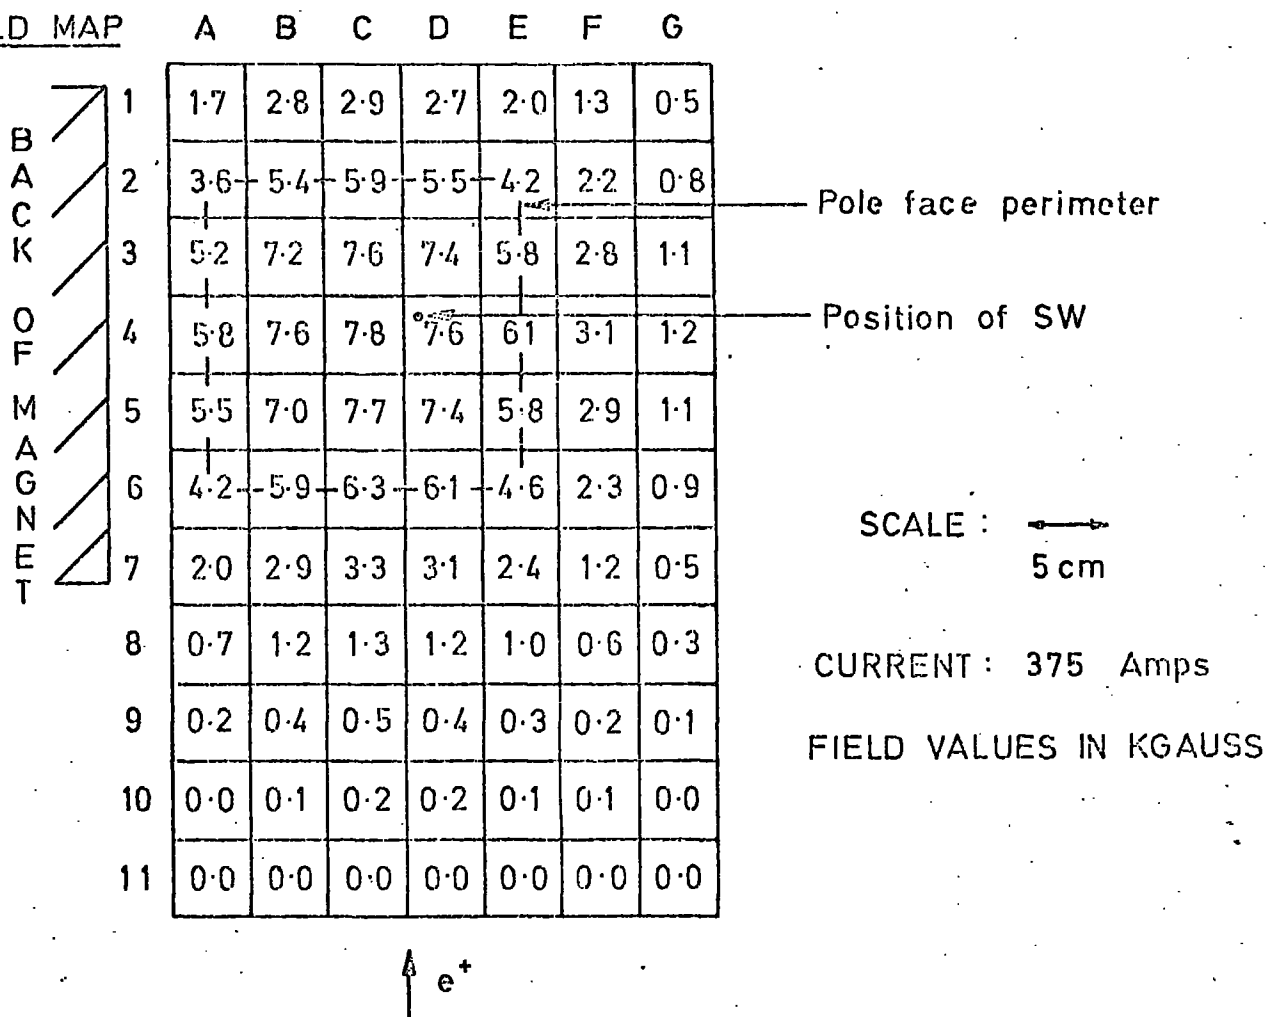 LD MAP A B C D E F G
1 1·7 2·8 2·9 2·7 2·0 1·3 0·5
2 3·6 5·4 5·9 5·5 4·2 2·2 0·8
3 5·2 7·2 7·6 7·4 5·8 2·8 1·1
4 5·8 7·6 7·8 7·6 61 3·1 1·2
5 5·5 7·0 7·7 7·4 5·8 2·9 1·1
6 4·2 5·9 6·3 6·1 4·6 2·3 0·9
7 2·0 2·9 3·3 3·1 2·4 1·2 0·5
8 0·7 1·2 1·3 1·2 1·0 0·6 0·3
9 0·2 0·4 0·5 0·4 0·3 0·2 0·1
10 0·0 0·1 0·2 0·2 0·1 0·1 0·0
11 0·0 0·0 0·0 0·0 0·0 0·0 0·0
BACK OF MAGNET
Pole face perimeter
Position of SW
SCALE :
5 cm
CURRENT : 375 Amps
FIELD VALUES IN KGAUSS
e+